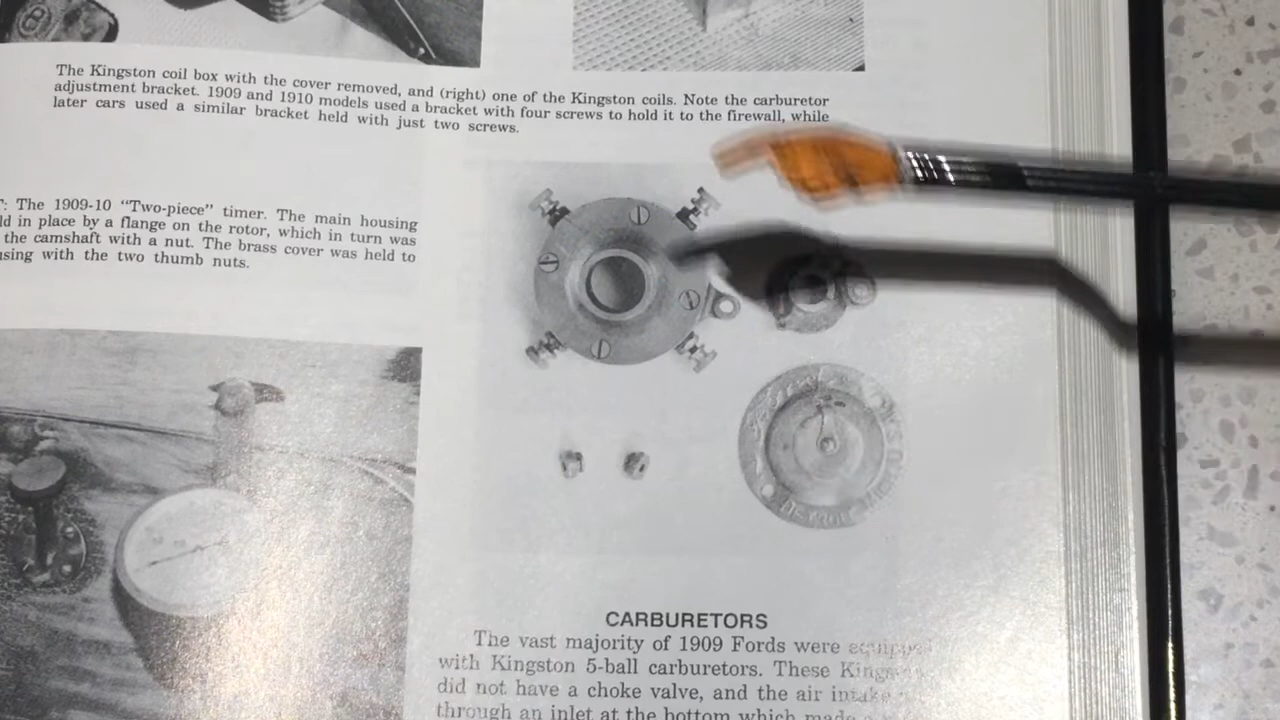 The Kingston coil box with the cover removed, and (right) one of the Kingston coils. Note the carburetor
adjustment bracket. 1909 and 1910 models used a bracket with four screws to hold it to the firewall, while
later cars used a similar bracket held with just two screws.
: The 1909-10 “Two-piece” timer. The main housing
ld in place by a flange on the rotor, which in turn was
the camshaft with a nut. The brass cover was held to
using with the two thumb nuts.
CARBURETORS
The vast majority of 1909 Fords were equipped
with Kingston 5-ball carburetors. These
did not have a choke valve, and the air intake
through an inlet at the bottom which made